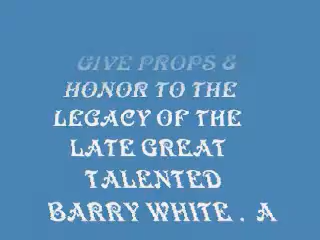 GIVE PROPS &
HONOR TO THE
LEGACY OF THE
LATE GREAT
TALENTED
BARRY WHITE . A